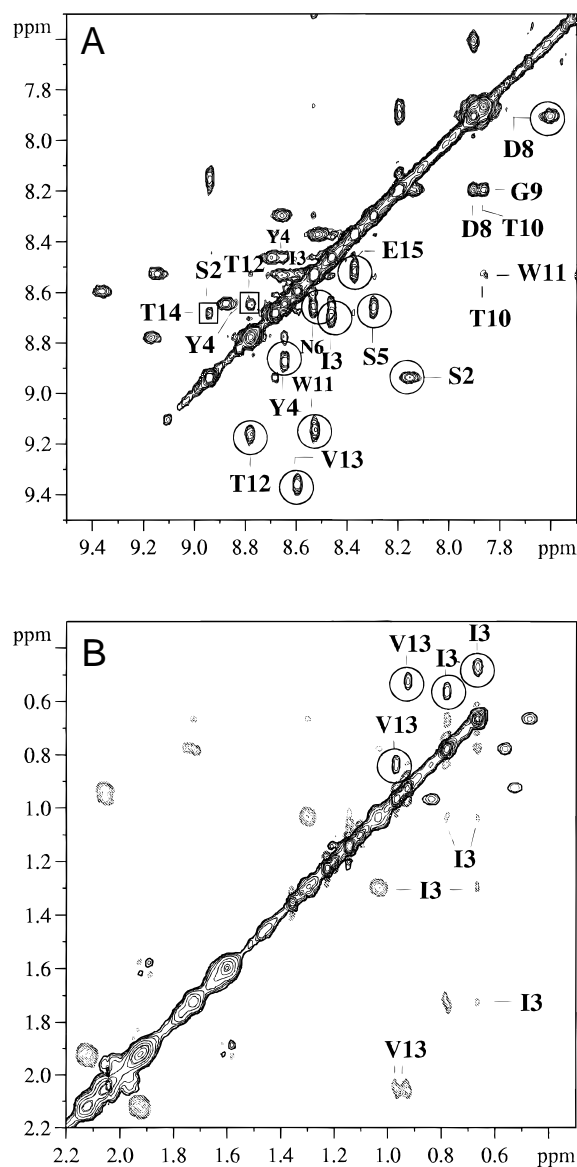 ppm
A
7.8
8.0
D8
8.2
G9
Y4
D8 T10
8.4
I3
E15
S2 T12
W11
8.6
T14
T10
Y4
N6 I3
S5
8.8
W11
S2
9.0
Y4
9.2
V13
T12
9.4
9.4 9.2 9.0 8.8 8.6 8.4 8.2 8.0 ppm
ppm
B
I3
V13 I3
0.6
V13
0.8
1.0
I3
1.2
I3
1.4
1.6
I3
1.8
V13
2.0
2.2
2.2 2.0 1.8 1.6 1.4 1.2 1.0 0.8 0.6 ppm